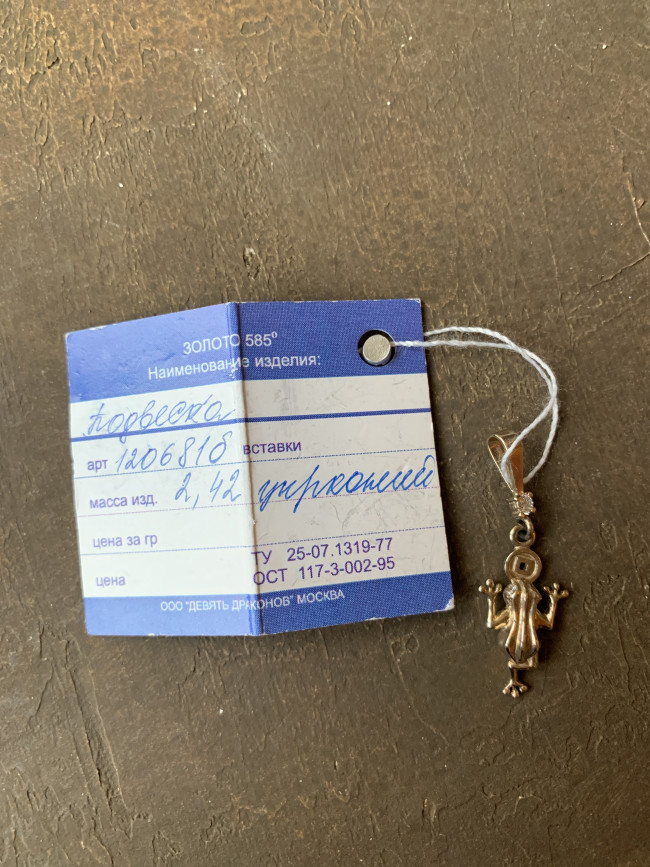 ЗОЛОТО 585°
Наименование изделия:
подвеска
арт 120681б вставки
масса изд. 2,42 цирконий
цена за гр
ТУ 25-07.1319-77
цена ОСТ 117-3-002-95
ООО "ДЕВЯТЬ ДРАКОНОВ" МОСКВА